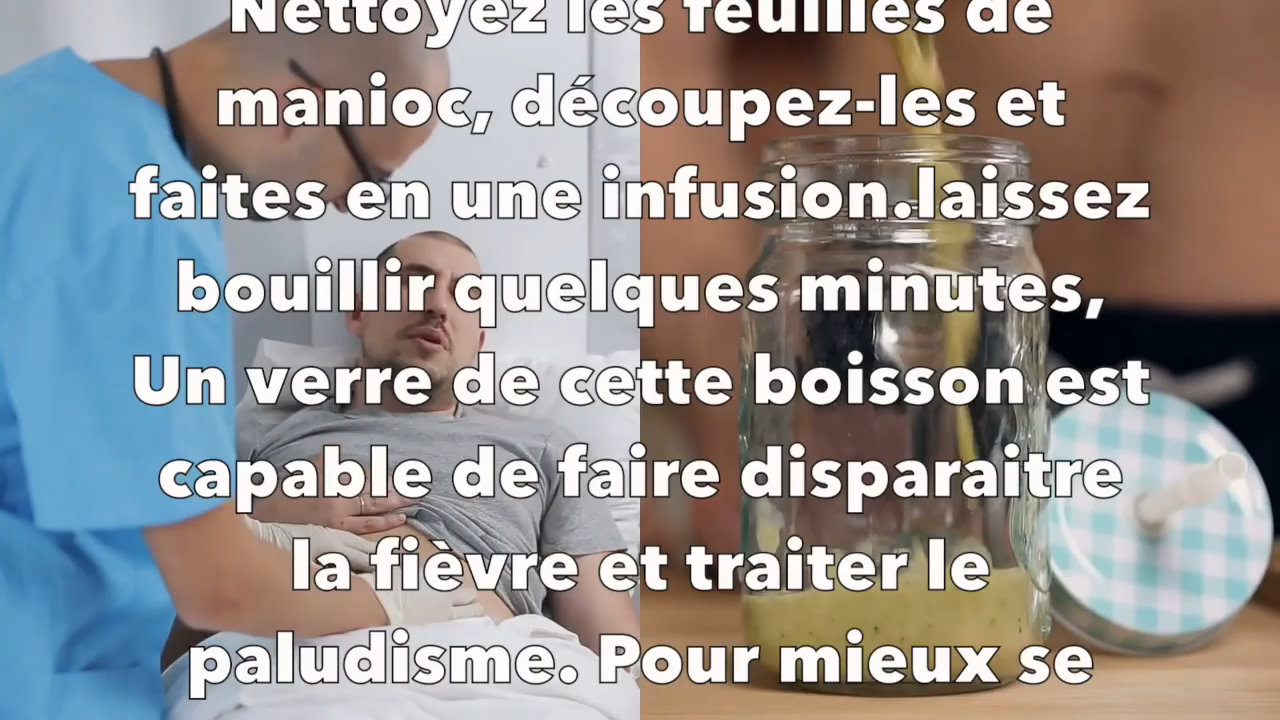 Nettoyez les feuilles de
manioc, découpez-les et
faites en une infusion.laissez
bouillir quelques minutes,
Un verre de cette boisson est
capable de faire disparaitre
la fièvre et traiter le
paludisme. Pour mieux se